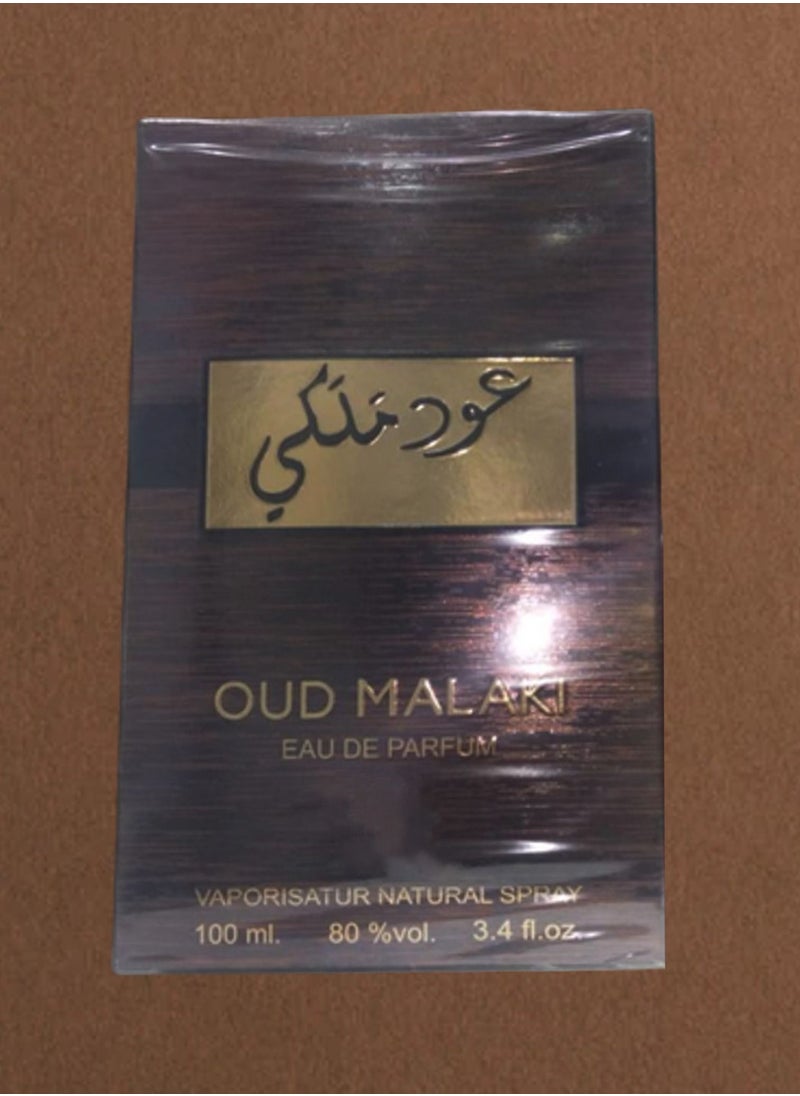 عود ملكي
OUD MALAKI
EAU DE PARFUM
VAPORISATUR NATURAL SPRAY
100 ml. 80 %vol. 3.4 fl.oz.